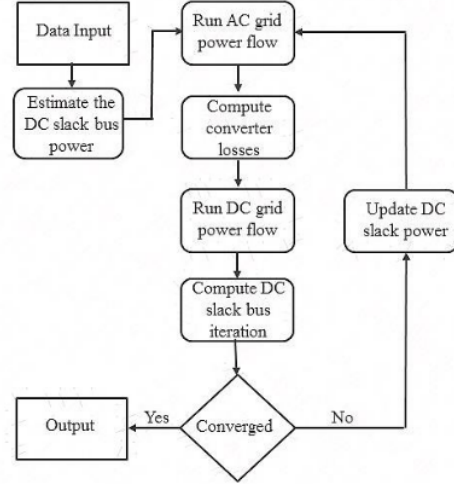 Data Input
Estimate the
DC slack bus
power
Run AC grid
power flow
Compute
converter
losses
Run DC grid
power flow
Compute DC
slack bus
iteration
Update DC
slack power
Converged
Yes
No
Output